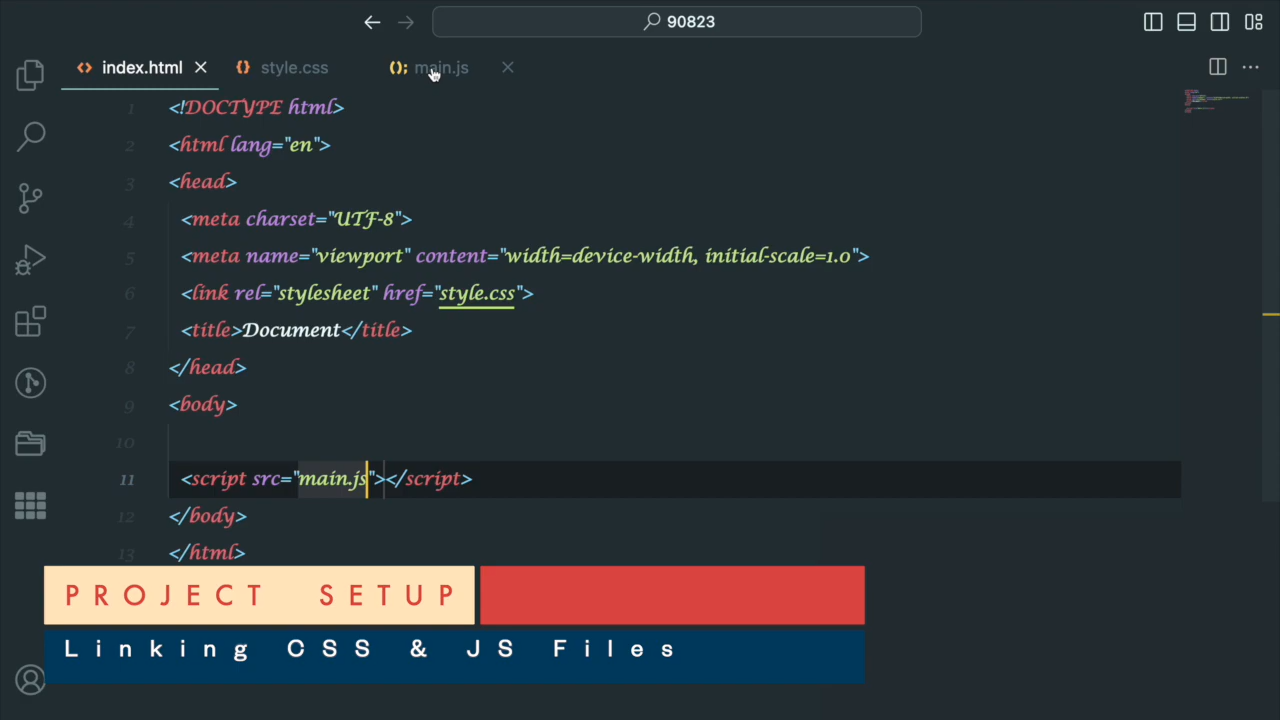 90823
index.html
style.css
main.js
1 <!DOCTYPE html>
2 <html lang="en">
3 <head>
4 <meta charset="UTF-8">
5 <meta name="viewport" content="width=device-width, initial-scale=1.0">
6 <link rel="stylesheet" href="style.css">
7 <title>Document</title>
8 </head>
9 <body>
10
11 <script src="main.js"></script>
12 </body>
13 </html>
PROJECT SETUP
Linking CSS & JS Files